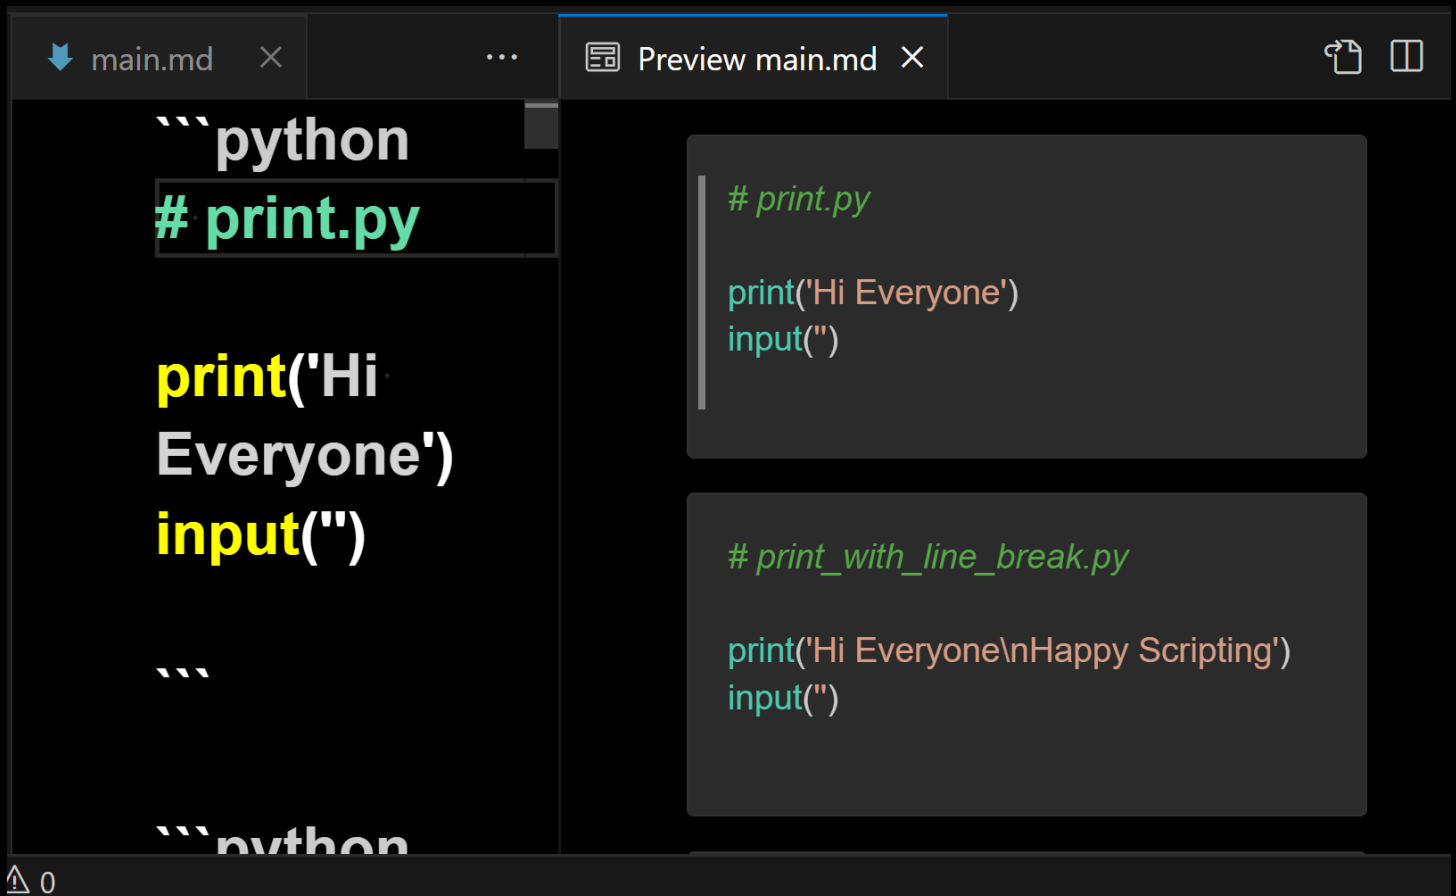 main.md
Preview main.md
```python
# print.py
print('Hi
Everyone')
input('')
```
```python
# print.py
print('Hi Everyone')
input('')
# print_with_line_break.py
print('Hi Everyone\nHappy Scripting')
input('')
0